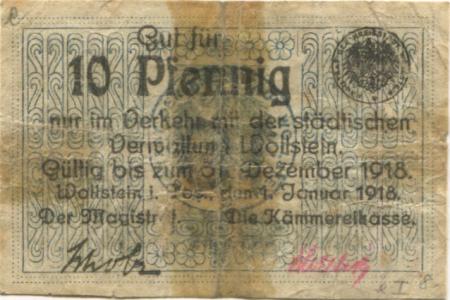 Gut für
10 Pfennig
nur im Verkehr mit der städtischen
Verwaltung Wollstein.
Gültig bis zum 31. Dezember 1918.
Wollstein i. Pos., den 1. Januar 1918.
Der Magistrat. Die Kämmereikasse.